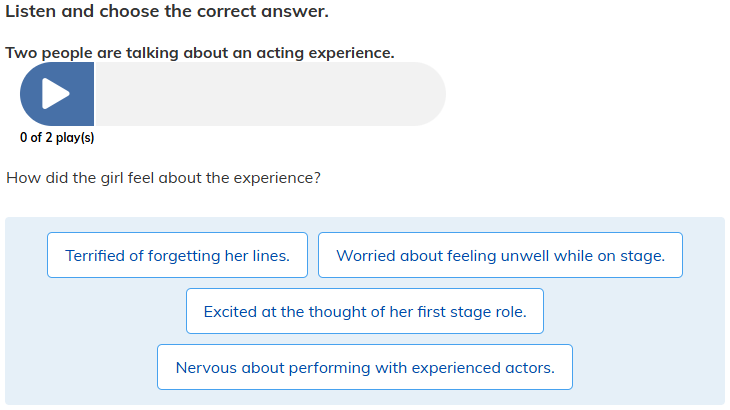 Listen and choose the correct answer.
Two people are talking about an acting experience.
0 of 2 play(s)
How did the girl feel about the experience?
Terrified of forgetting her lines.
Worried about feeling unwell while on stage.
Excited at the thought of her first stage role.
Nervous about performing with experienced actors.